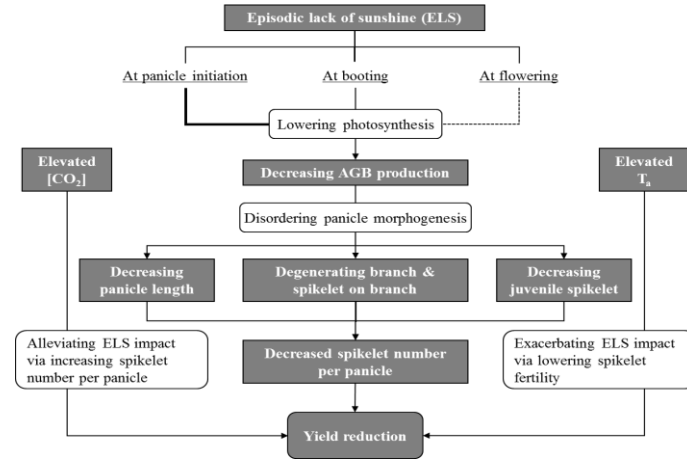 Episodic lack of sunshine (ELS)
At panicle initiation
At booting
At flowering
Lowering photosynthesis
Elevated
[CO₂]
Elevated
Tₐ
Decreasing AGB production
Disordering panicle morphogenesis
Decreasing
panicle length
Degenerating branch &
spikelet on branch
Decreasing
juvenile spikelet
Alleviating ELS impact
via increasing spikelet
number per panicle
Decreased spikelet number
per panicle
Exacerbating ELS impact
via lowering spikelet
fertility
Yield reduction